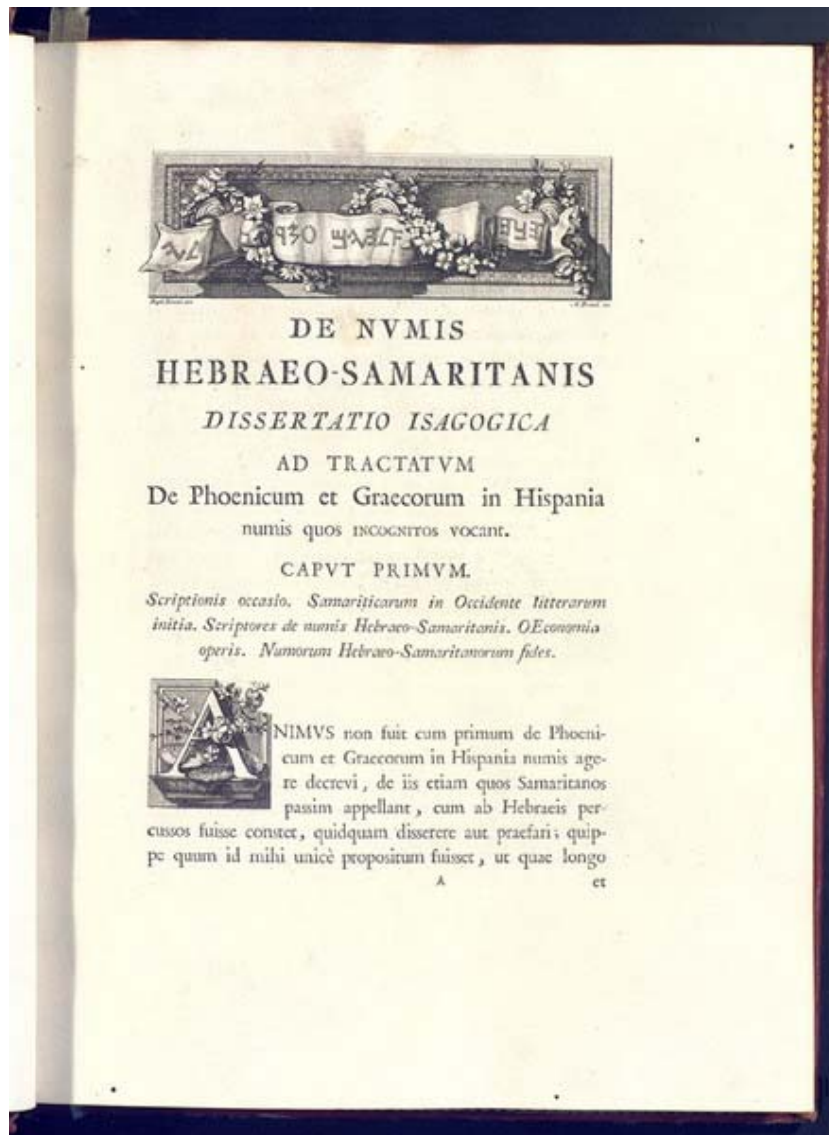 DE NVMIS
HEBRAEO-SAMARITANIS
DISSERTATIO ISAGOGICA
AD TRACTATVM
De Phoenicum et Graecorum in Hispania
numis quos INCOGNITOS vocant.
CAPVT PRIMVM.
Scriptionis occasio. Samariticarum in Occidente litterarum
initia. Scriptores de numis Hebraeo-Samaritanis. OEconomia
operis. Numorum Hebraeo-Samaritanorum fides.
ANIMVS non fuit cum primum de Phoeni-
cum et Graecorum in Hispania numis age-
re decrevi, de iis etiam quos Samaritanos
passim appellant, cum ab Hebraeis per-
cussos fuisse constet, quidquam disserere aut praefari; quip-
pe quum id mihi unicè propositum fuisset, ut quae longo
A et